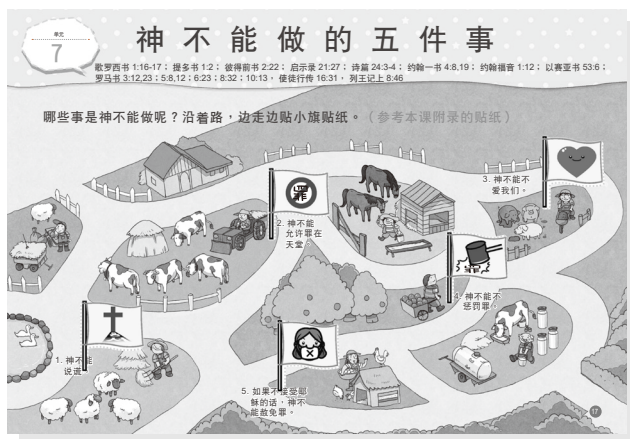 单元
7
神不能做的五件事
歌罗西书 1:16-17； 提多书 1:2； 彼得前书 2:22； 启示录 21:27； 诗篇 24:3-4； 约翰一书 4:8,19； 约翰福音 1:12； 以赛亚书 53:6；
罗马书 3:12,23；5:8,12；6:23；8:32；10:13， 使徒行传 16:31， 列王记上 8:46
哪些事是神不能做呢？沿着路，边走边贴小旗贴纸。（参考本课附录的贴纸）
3. 神不能不
爱我们。
罪
2. 神不能
允许罪在
天堂。
4. 神不能不
惩罚罪。
1. 神不能
说谎。
5. 如果不接受耶
稣的话，神不
能赦免罪。
17